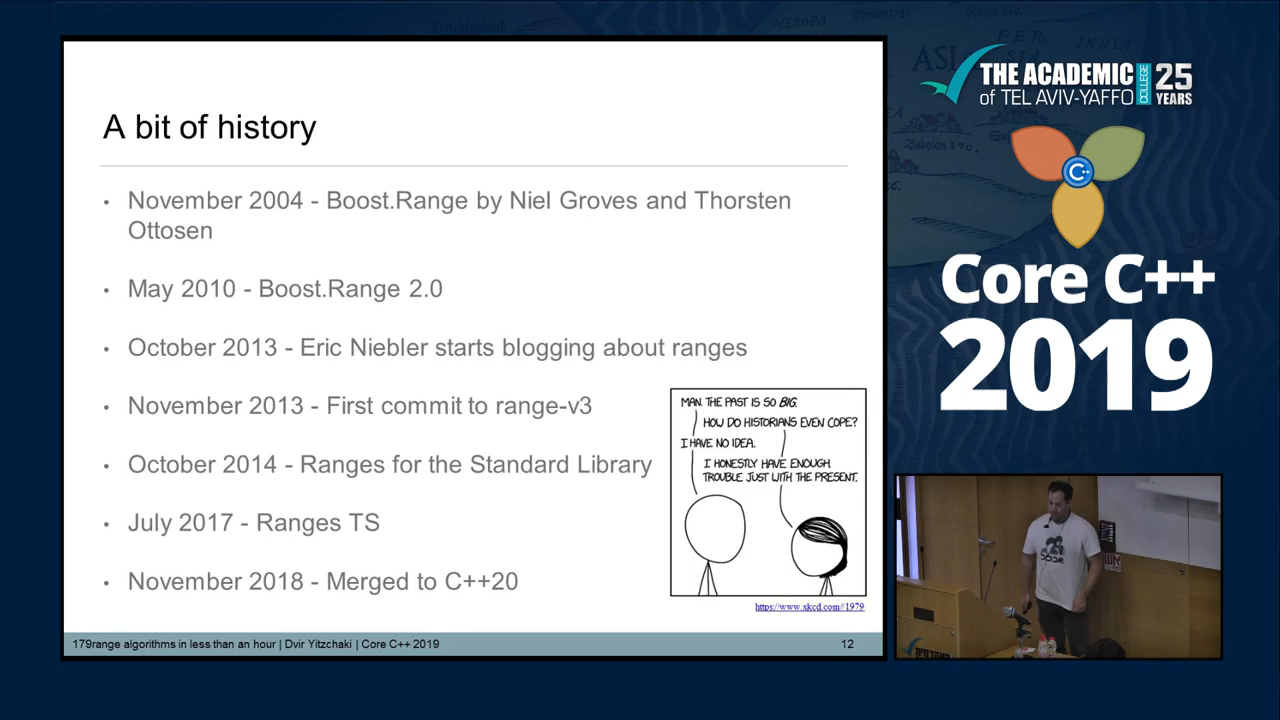 A bit of history
• November 2004 - Boost.Range by Niel Groves and Thorsten
Ottosen
• May 2010 - Boost.Range 2.0
• October 2013 - Eric Niebler starts blogging about ranges
• November 2013 - First commit to range-v3
• October 2014 - Ranges for the Standard Library
• July 2017 - Ranges TS
• November 2018 - Merged to C++20
MAN. THE PAST IS SO BIG.
HOW DO HISTORIANS EVEN COPE?
I HAVE NO IDEA.
I HONESTLY HAVE ENOUGH
TROUBLE JUST WITH THE PRESENT.
https://www.xkcd.com//1979
179range algorithms in less than an hour | Dvir Yitzchaki | Core C++ 2019
12
THE ACADEMIC
of TEL AVIV-YAFFO
COLLEGE
25
YEARS
C++
Core C++
2019
ASI
PER
INDIA
MESOPO
Babylon